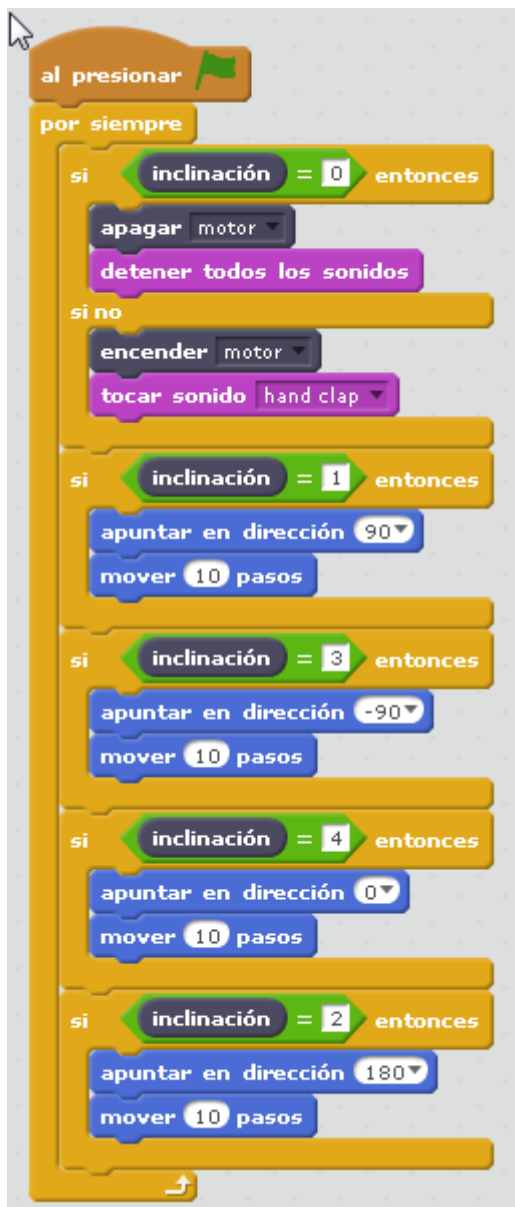 al presionar
por siempre
si inclinación = 0 entonces
apagar motor
detener todos los sonidos
si no
encender motor
tocar sonido hand clap
si inclinación = 1 entonces
apuntar en dirección 90
mover 10 pasos
si inclinación = 3 entonces
apuntar en dirección -90
mover 10 pasos
si inclinación = 4 entonces
apuntar en dirección 0
mover 10 pasos
si inclinación = 2 entonces
apuntar en dirección 180
mover 10 pasos